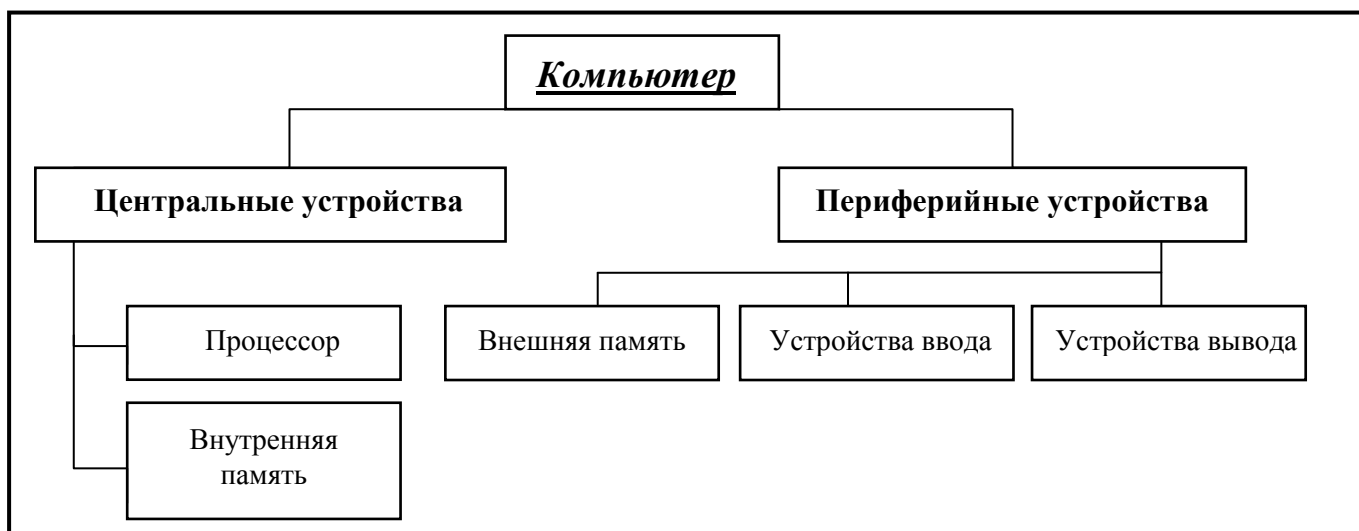 Компьютер
Центральные устройства
Периферийные устройства
Процессор
Внешняя память
Устройства ввода
Устройства вывода
Внутренняя
память